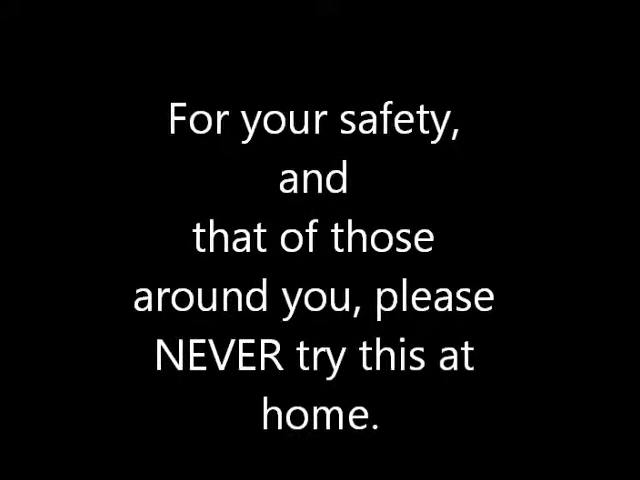 For your safety,
and
that of those
around you, please
NEVER try this at
home.